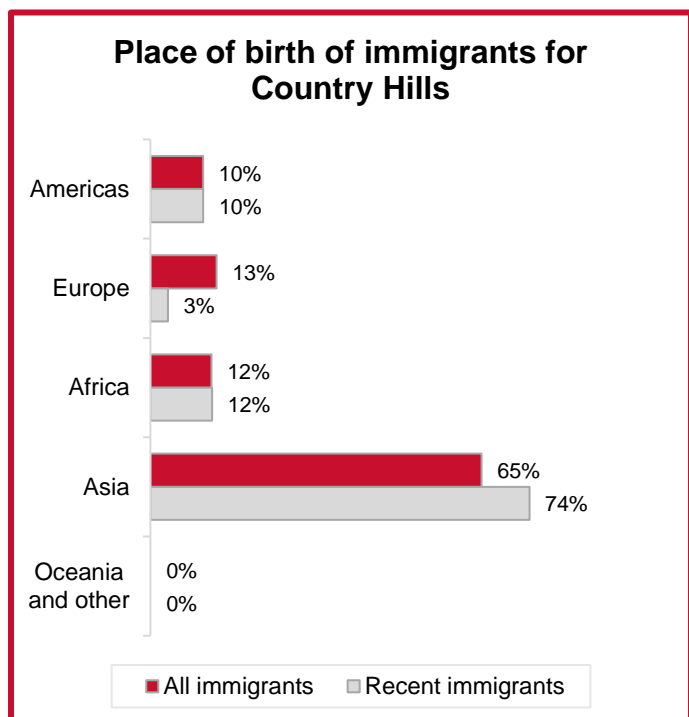 Place of birth of immigrants for
Country Hills
Americas
10%
10%
Europe
13%
3%
Africa
12%
12%
Asia
65%
74%
Oceania
and other
0%
0%
All immigrants
Recent immigrants